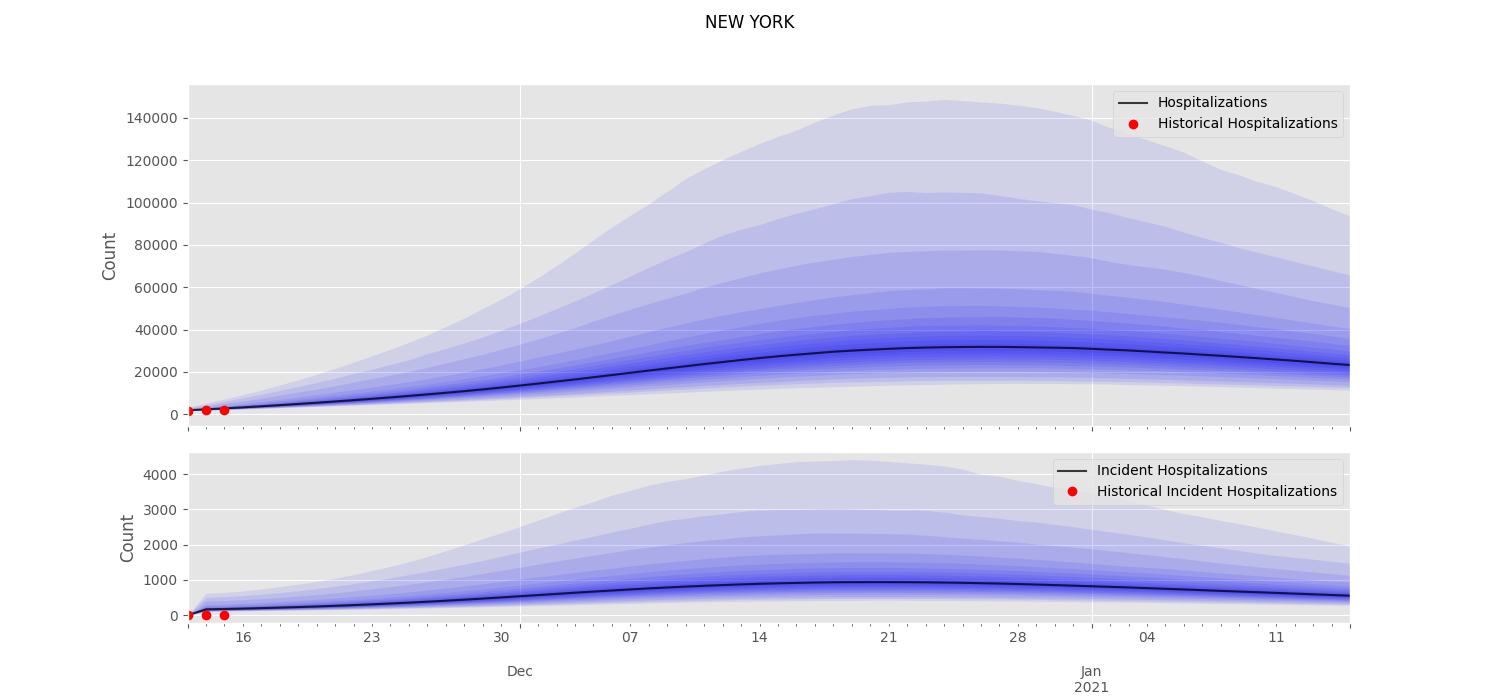 NEW YORK
Hospitalizations
Historical Hospitalizations
Count
140000
120000
100000
80000
60000
40000
20000
0
Incident Hospitalizations
Historical Incident Hospitalizations
Count
4000
3000
2000
1000
0
16 23 30 07 14 21 28 04 11
Dec Jan
2021